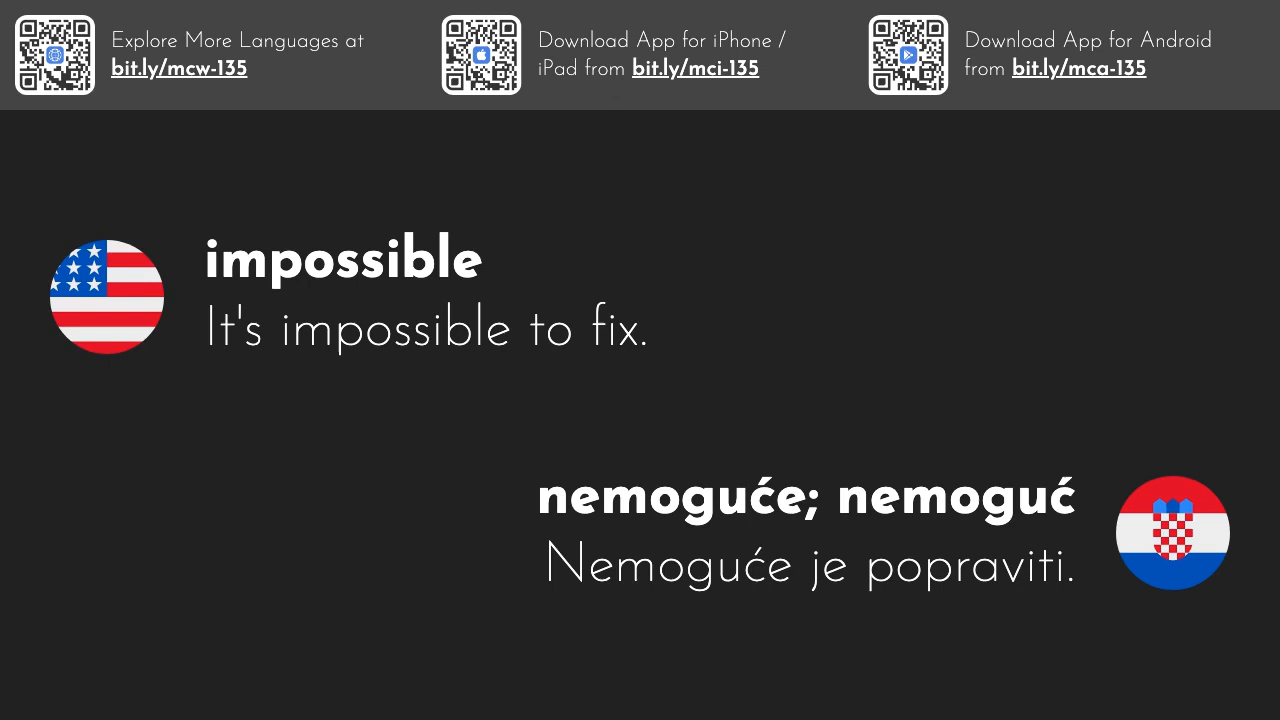 Explore More Languages at
bit.ly/mcw-135
Download App for iPhone /
iPad from bit.ly/mci-135
Download App for Android
from bit.ly/mca-135
impossible
It's impossible to fix.
nemoguće; nemoguć
Nemoguće je popraviti.